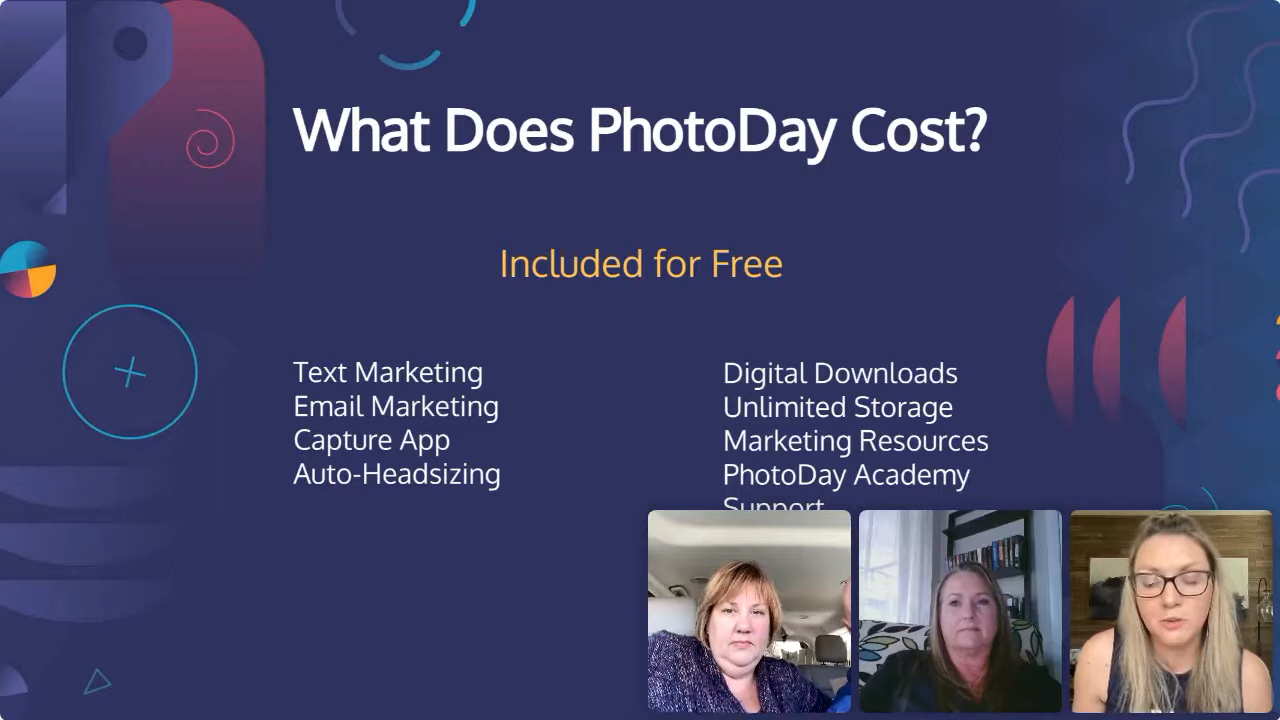 What Does PhotoDay Cost?
Included for Free
Text Marketing
Email Marketing
Capture App
Auto-Headsizing
Digital Downloads
Unlimited Storage
Marketing Resources
PhotoDay Academy
Support